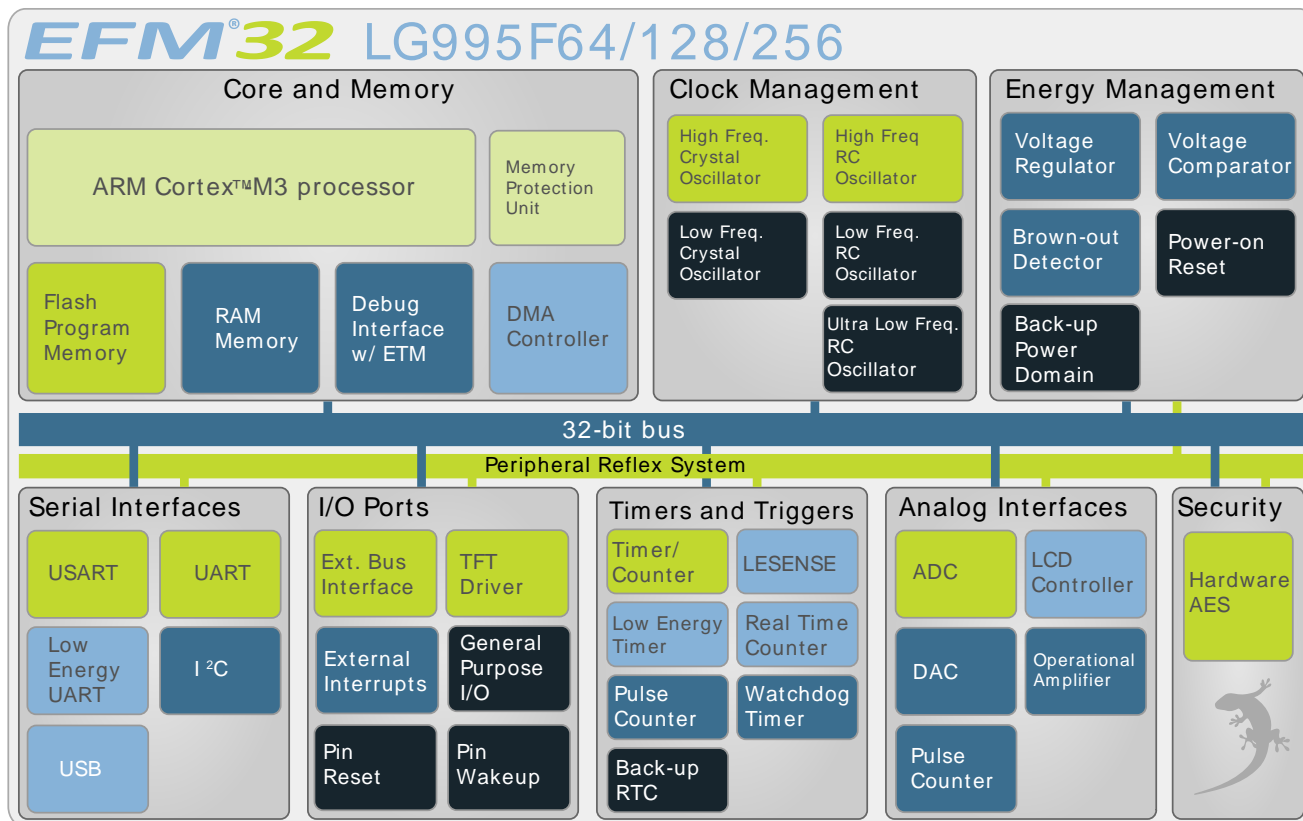 EFM®32 LG995F64/128/256
Core and Memory
ARM Cortex™M3 processor
Memory
Protection
Unit
Flash
Program
Memory
RAM
Memory
Debug
Interface
w/ ETM
DMA
Controller
Clock Management
High Freq.
Crystal
Oscillator
High Freq
RC
Oscillator
Low Freq.
Crystal
Oscillator
Low Freq.
RC
Oscillator
Ultra Low Freq.
RC
Oscillator
Energy Management
Voltage
Regulator
Voltage
Comparator
Brown-out
Detector
Power-on
Reset
Back-up
Power
Domain
32-bit bus
Peripheral Reflex System
Serial Interfaces
USART
UART
Low
Energy
UART
I²C
USB
I/O Ports
Ext. Bus
Interface
TFT
Driver
External
Interrupts
General
Purpose
I/O
Pin
Reset
Pin
Wakeup
Timers and Triggers
Timer/
Counter
LESENSE
Low Energy
Timer
Real Time
Counter
Pulse
Counter
Watchdog
Timer
Back-up
RTC
Analog Interfaces
ADC
LCD
Controller
DAC
Operational
Amplifier
Pulse
Counter
Security
Hardware
AES